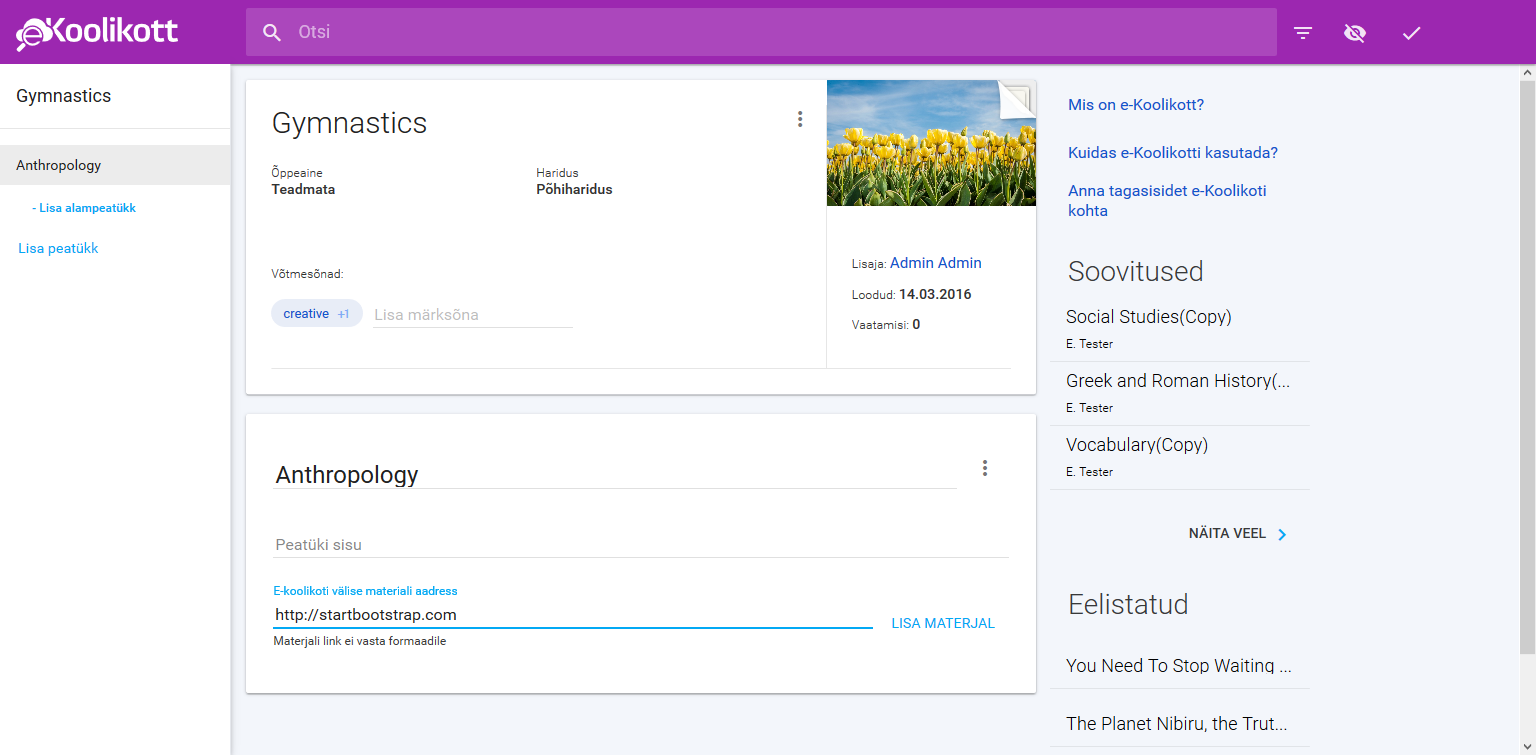 eKoolikott
Otsi
Gymnastics
Anthropology
- Lisa alampeatükk
Lisa peatükk
Gymnastics
Õppeaine
Teadmata
Haridus
Põhiharidus
Võtmesõnad:
creative +1
Lisa märksõna
Lisaja: Admin Admin
Loodud: 14.03.2016
Vaatamisi: 0
Anthropology
Peatüki sisu
E-koolikoti välise materiali aadress
http://startbootstrap.com
LISA MATERJAL
Materjali link ei vasta formaadile
Mis on e-Koolikott?
Kuidas e-Koolikotti kasutada?
Anna tagasisidet e-Koolikoti
kohta
Soovitused
Social Studies(Copy)
E. Tester
Greek and Roman History(...
E. Tester
Vocabulary(Copy)
E. Tester
NÄITA VEEL
Eelistatud
You Need To Stop Waiting ...
The Planet Nibiru, the Trut...